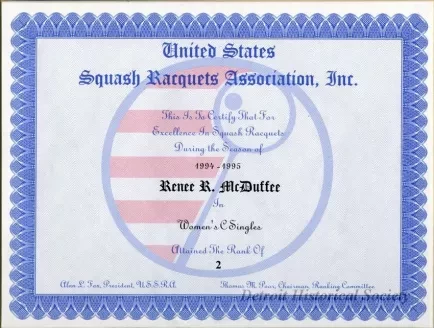 United States
Squash Racquets Association, Inc.
This Is To Certify That For
Excellence In Squash Racquets
During the Season of
1994 - 1995
Renee R. McDuffee
In
Women's C Singles
Attained The Rank Of
2
Alan L. Fox, President, U.S.S.R.A. Thomas M. Poor, Chairman, Ranking Committee
Detroit Historical Society